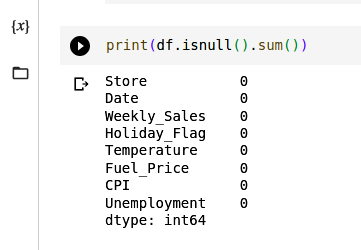 {x}
print(df.isnull().sum())
Store 0
Date 0
Weekly_Sales 0
Holiday_Flag 0
Temperature 0
Fuel_Price 0
CPI 0
Unemployment 0
dtype: int64